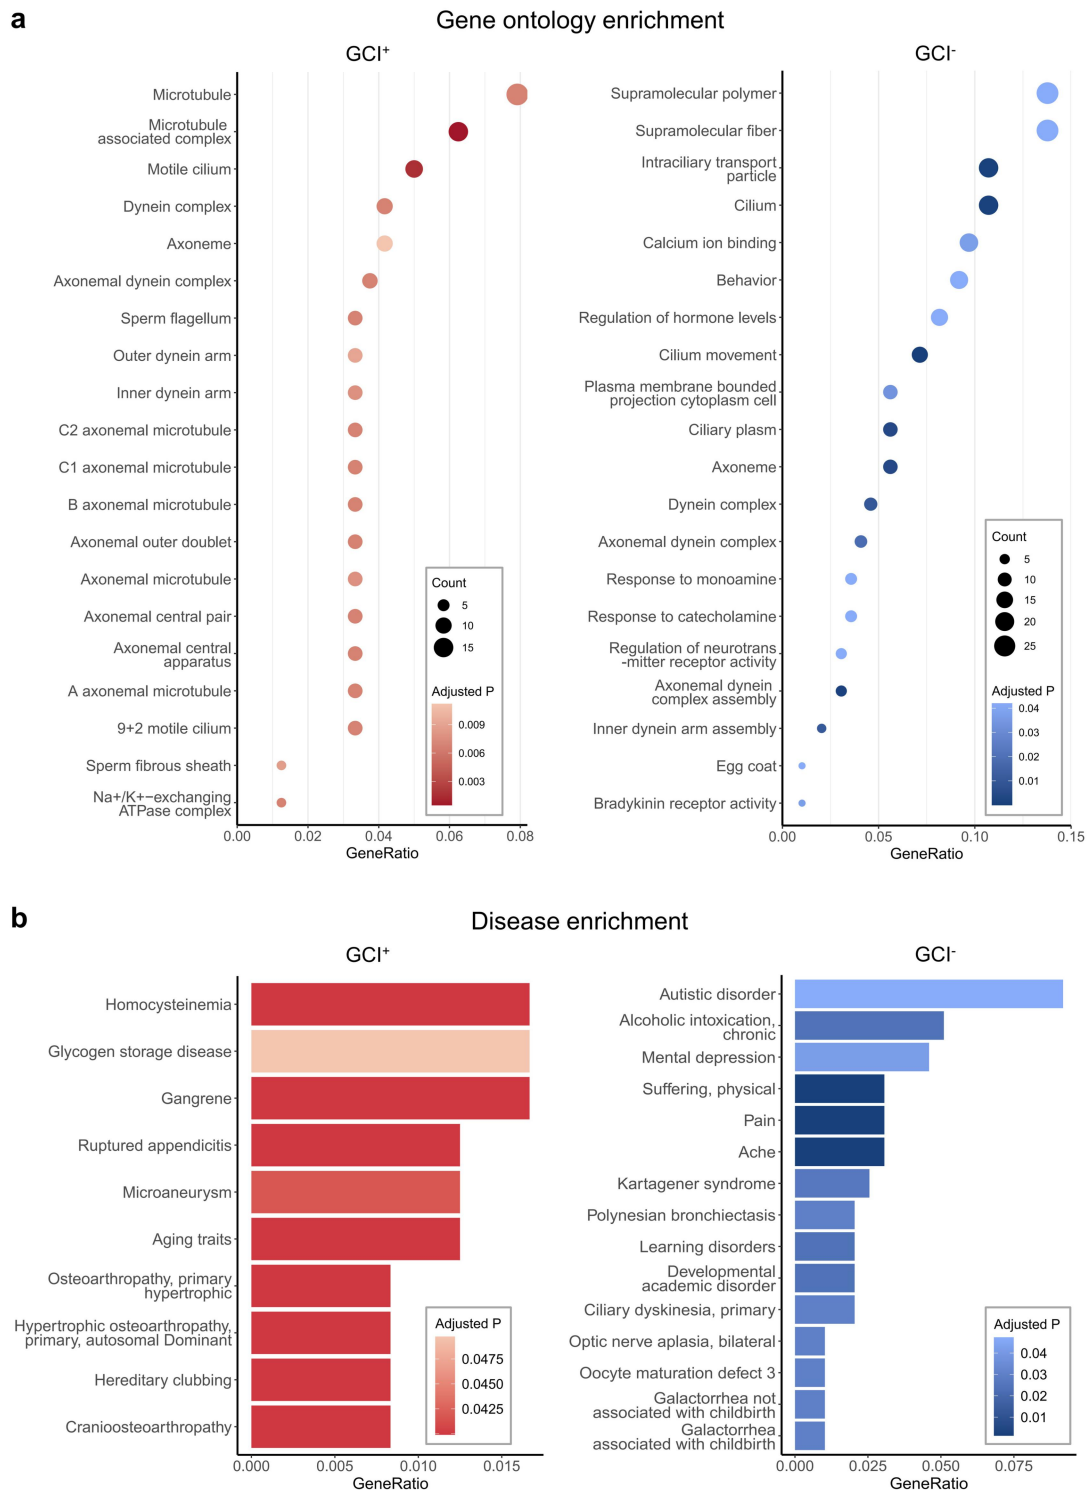 a
Gene ontology enrichment
GCI+
Microtubule
Microtubule
associated complex
Motile cilium
Dynein complex
Axoneme
Axonemal dynein complex
Sperm flagellum
Outer dynein arm
Inner dynein arm
C2 axonemal microtubule
C1 axonemal microtubule
B axonemal microtubule
Axonemal outer doublet
Axonemal microtubule
Axonemal central pair
Axonemal central
apparatus
A axonemal microtubule
9+2 motile cilium
Sperm fibrous sheath
Na+/K+−exchanging
ATPase complex
Count
5
10
15
Adjusted P
0.009
0.006
0.003
0.00 0.02 0.04 0.06 0.08
GeneRatio
GCI-
Supramolecular polymer
Supramolecular fiber
Intraciliary transport
particle
Cilium
Calcium ion binding
Behavior
Regulation of hormone levels
Cilium movement
Plasma membrane bounded
projection cytoplasm cell
Ciliary plasm
Axoneme
Dynein complex
Axonemal dynein complex
Response to monoamine
Response to catecholamine
Regulation of neurotrans
-mitter receptor activity
Axonemal dynein
complex assembly
Inner dynein arm assembly
Egg coat
Bradykinin receptor activity
Count
5
10
15
20
25
Adjusted P
0.04
0.03
0.02
0.01
0.00 0.05 0.10 0.15
GeneRatio
b
Disease enrichment
GCI+
Homocysteinemia
Glycogen storage disease
Gangrene
Ruptured appendicitis
Microaneurysm
Aging traits
Osteoarthropathy, primary
hypertrophic
Hypertrophic osteoarthropathy,
primary, autosomal Dominant
Hereditary clubbing
Cranioosteoarthropathy
Adjusted P
0.0475
0.0450
0.0425
0.000 0.005 0.010 0.015
GeneRatio
GCI-
Autistic disorder
Alcoholic intoxication,
chronic
Mental depression
Suffering, physical
Pain
Ache
Kartagener syndrome
Polynesian bronchiectasis
Learning disorders
Developmental
academic disorder
Ciliary dyskinesia, primary
Optic nerve aplasia, bilateral
Oocyte maturation defect 3
Galactorrhea not
associated with childbirth
Galactorrhea
associated with childbirth
Adjusted P
0.04
0.03
0.02
0.01
0.000 0.025 0.050 0.075
GeneRatio